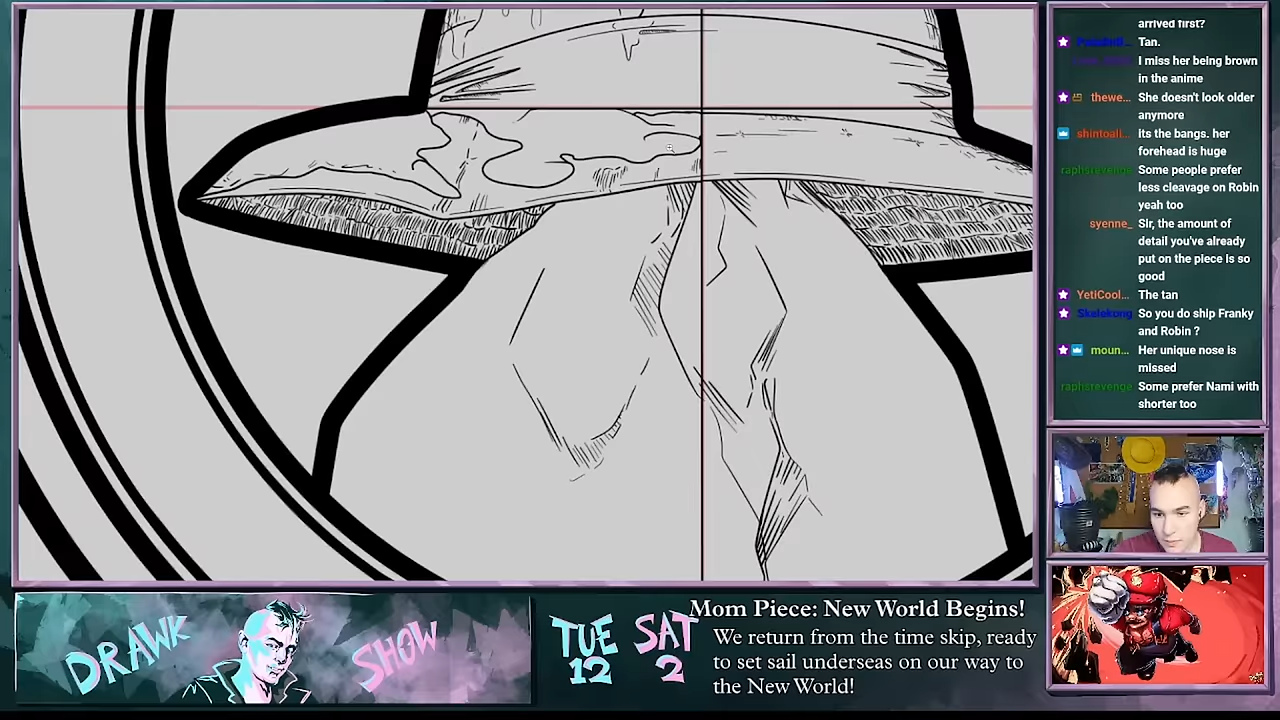 arrived first?
Tan.
I miss her being brown
in the anime
thewe... She doesn't look older
anymore
shintoali... Its the bangs. her
forehead is huge
raphsrevenge Some people prefer
less cleavage on Robin
yeah too
syenne_ Sir, the amount of
detail you've already
put on the piece is so
good
YetiCool... The tan
Skelekong So you do ship Franky
and Robin ?
moun... Her unique nose is
missed
raphsrevenge Some prefer Nami with
shorter too
DRAWK SHOW
TUE SAT
12 2
Mom Piece: New World Begins!
We return from the time skip, ready
to set sail underseas on our way to
the New World!